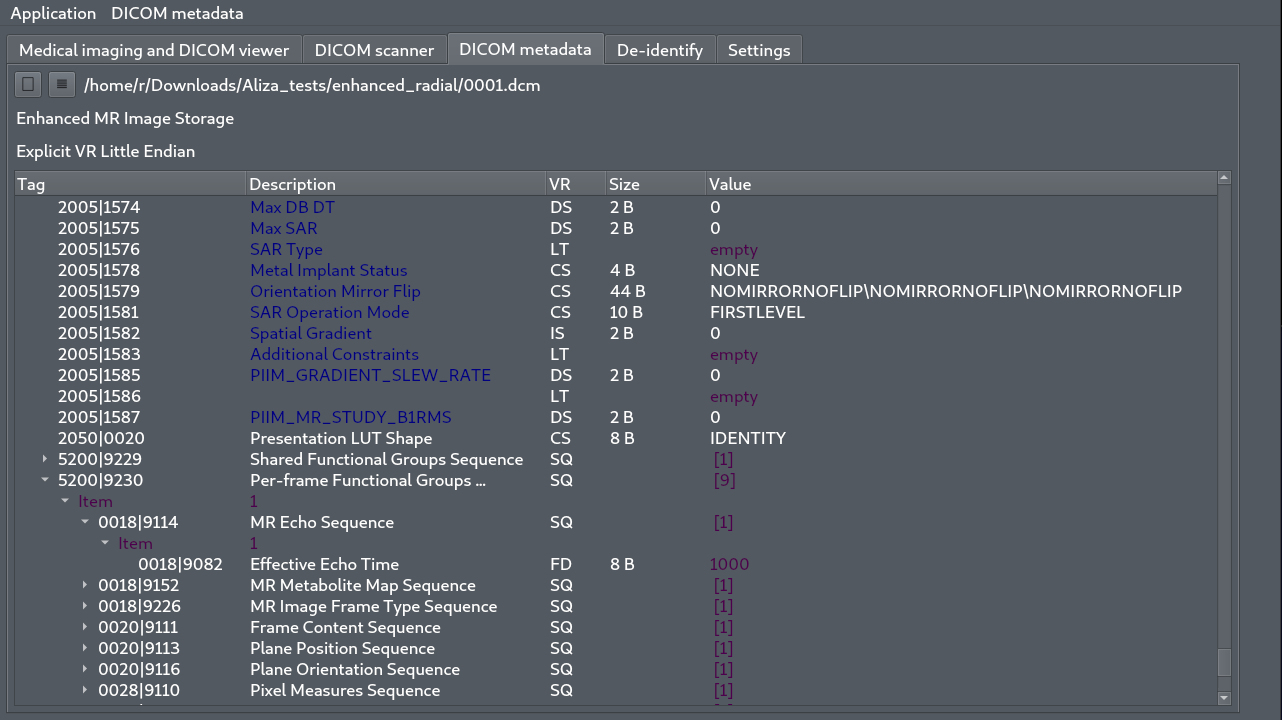 Application DICOM metadata
Medical imaging and DICOM viewer DICOM scanner DICOM metadata De-identify Settings
/home/r/Downloads/Aliza_tests/enhanced_radial/0001.dcm
Enhanced MR Image Storage
Explicit VR Little Endian
Tag Description VR Size Value
2005|1574 Max DB DT DS 2 B 0
2005|1575 Max SAR DS 2 B 0
2005|1576 SAR Type LT empty
2005|1578 Metal Implant Status CS 4 B NONE
2005|1579 Orientation Mirror Flip CS 44 B NOMIRRORNOFLIP\NOMIRRORNOFLIP\NOMIRRORNOFLIP
2005|1581 SAR Operation Mode CS 10 B FIRSTLEVEL
2005|1582 Spatial Gradient IS 2 B 0
2005|1583 Additional Constraints LT empty
2005|1585 PIIM_GRADIENT_SLEW_RATE DS 2 B 0
2005|1586 LT empty
2005|1587 PIIM_MR_STUDY_B1RMS DS 2 B 0
2050|0020 Presentation LUT Shape CS 8 B IDENTITY
5200|9229 Shared Functional Groups Sequence SQ [1]
5200|9230 Per-frame Functional Groups ... SQ [9]
Item 1
0018|9114 MR Echo Sequence SQ [1]
Item 1
0018|9082 Effective Echo Time FD 8 B 1000
0018|9152 MR Metabolite Map Sequence SQ [1]
0018|9226 MR Image Frame Type Sequence SQ [1]
0020|9111 Frame Content Sequence SQ [1]
0020|9113 Plane Position Sequence SQ [1]
0020|9116 Plane Orientation Sequence SQ [1]
0028|9110 Pixel Measures Sequence SQ [1]